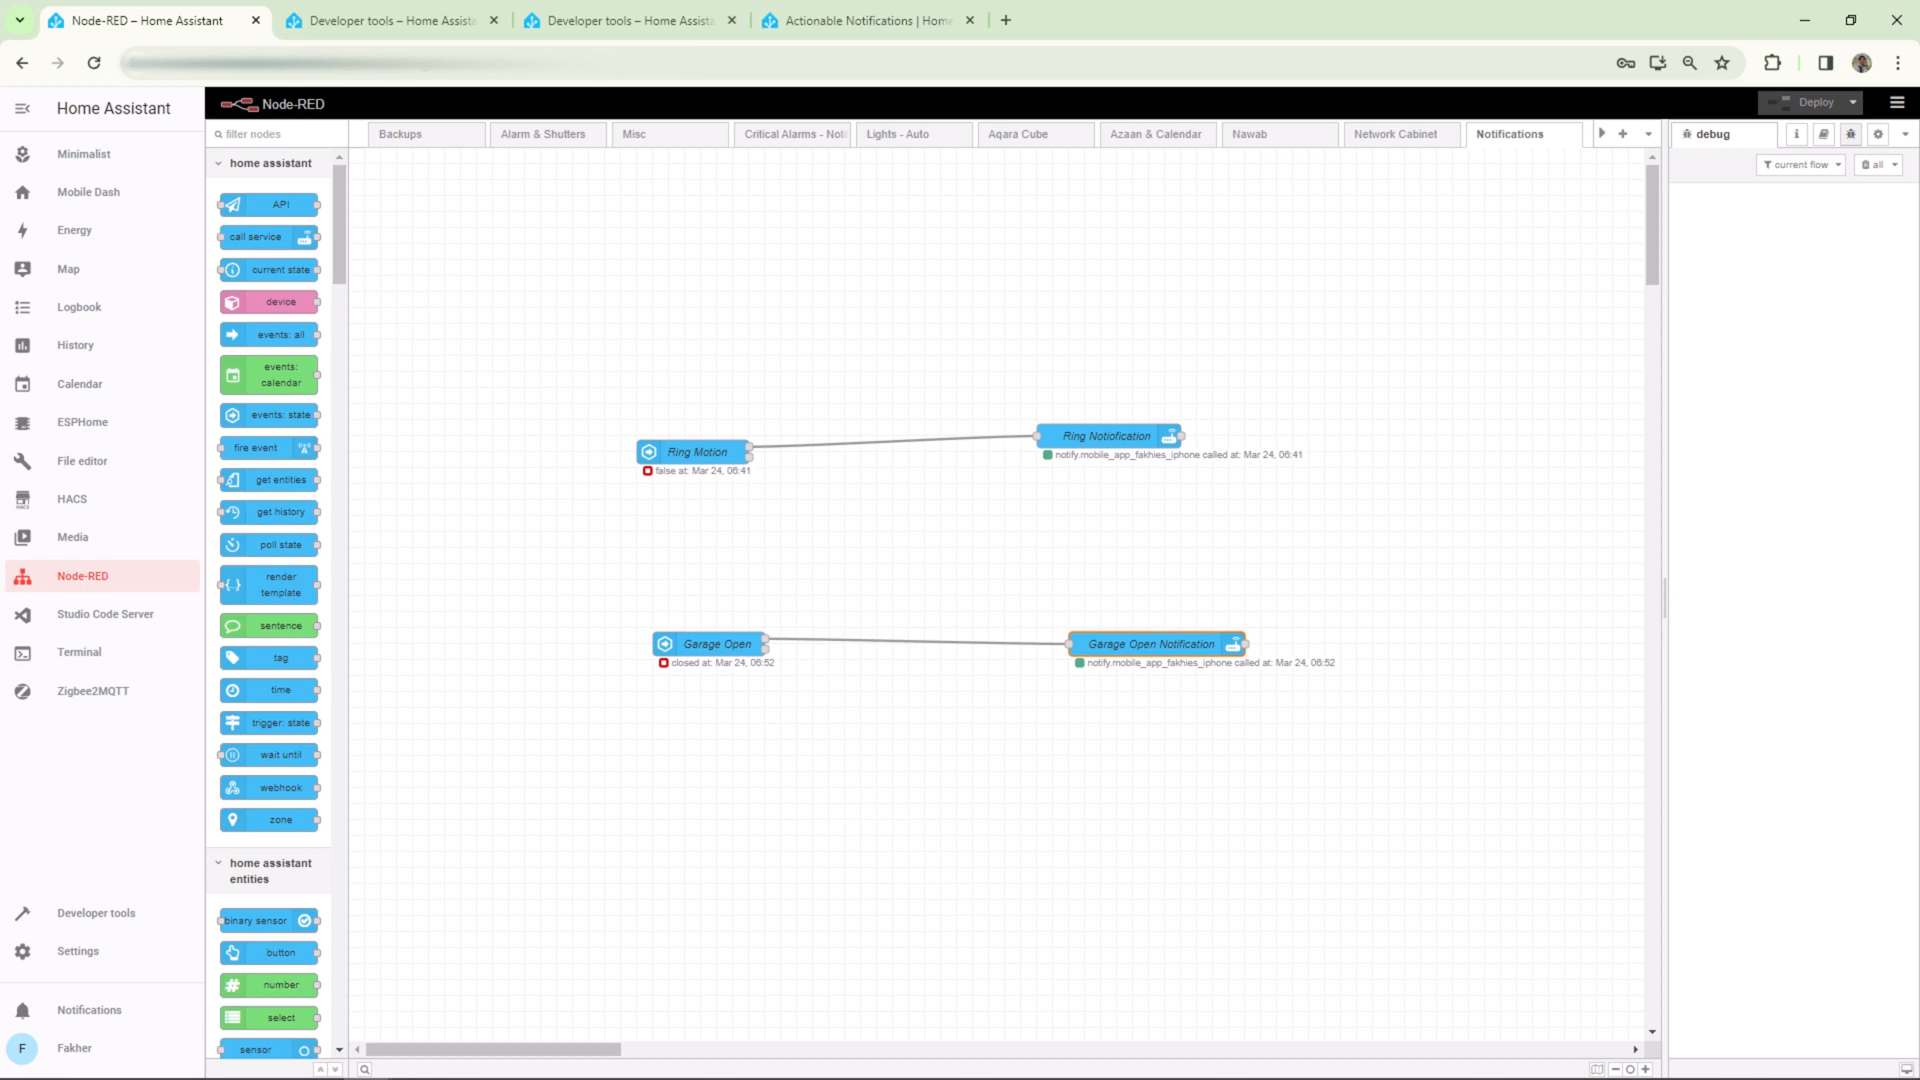 Node-RED – Home Assistant
Developer tools – Home Assista
Developer tools – Home Assista
Actionable Notifications | Home
Home Assistant
Node-RED
Deploy
filter nodes
Backups
Alarm & Shutters
Misc
Critical Alarms - Noti
Lights - Auto
Aqara Cube
Azaan & Calendar
Nawab
Network Cabinet
Notifications
debug
current flow
all
Minimalist
Mobile Dash
Energy
Map
Logbook
History
Calendar
ESPHome
File editor
HACS
HACS
Media
Node-RED
Studio Code Server
Terminal
Zigbee2MQTT
Developer tools
Settings
Notifications
F
Fakher
home assistant
API
call service
current state
device
events: all
events:
calendar
events: state
fire event
get entities
get history
poll state
render
template
sentence
tag
time
trigger: state
wait until
webhook
zone
home assistant
entities
binary sensor
button
number
select
sensor
Ring Motion
false at: Mar 24, 06:41
Ring Notiofication
notify.mobile_app_fakhies_iphone called at: Mar 24, 06:41
Garage Open
closed at: Mar 24, 06:52
Garage Open Notification
notify.mobile_app_fakhies_iphone called at: Mar 24, 06:52